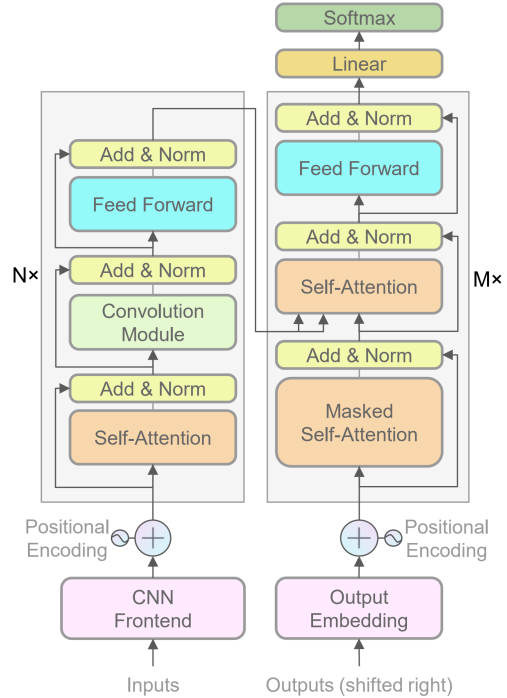 Softmax
Linear
Add & Norm
Feed Forward
Add & Norm
Self-Attention
Add & Norm
Masked
Self-Attention
M×
Add & Norm
Feed Forward
Add & Norm
Convolution
Module
Add & Norm
Self-Attention
N×
Positional
Encoding
Positional
Encoding
CNN
Frontend
Output
Embedding
Inputs
Outputs (shifted right)